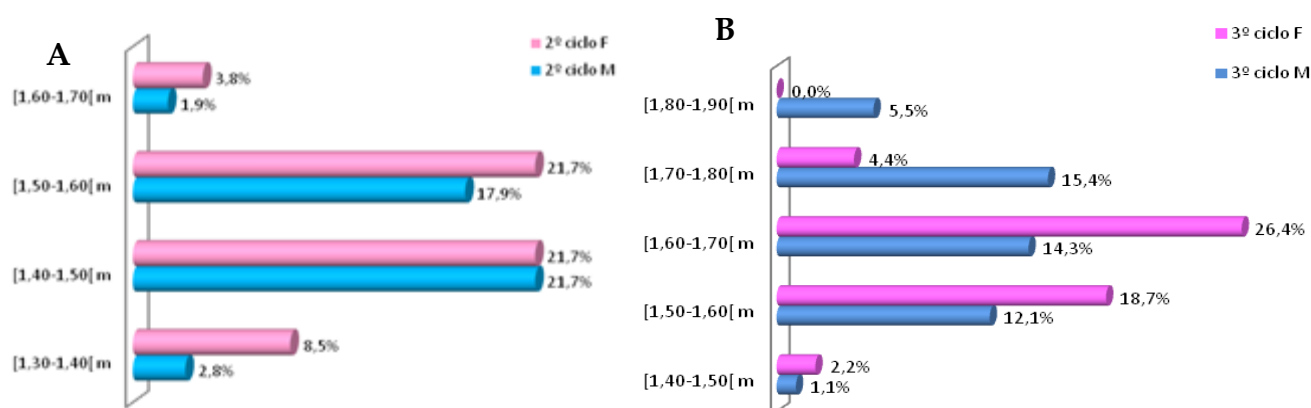 A
2º ciclo F
2º ciclo M
[1,60-1,70[ m
3,8%
1,9%
[1,50-1,60[ m
21,7%
17,9%
[1,40-1,50[ m
21,7%
21,7%
[1,30-1,40[ m
8,5%
2,8%
B
3º ciclo F
3º ciclo M
[1,80-1,90[ m
0,0%
5,5%
[1,70-1,80[ m
4,4%
15,4%
[1,60-1,70[ m
26,4%
14,3%
[1,50-1,60[ m
18,7%
12,1%
[1,40-1,50[ m
2,2%
1,1%